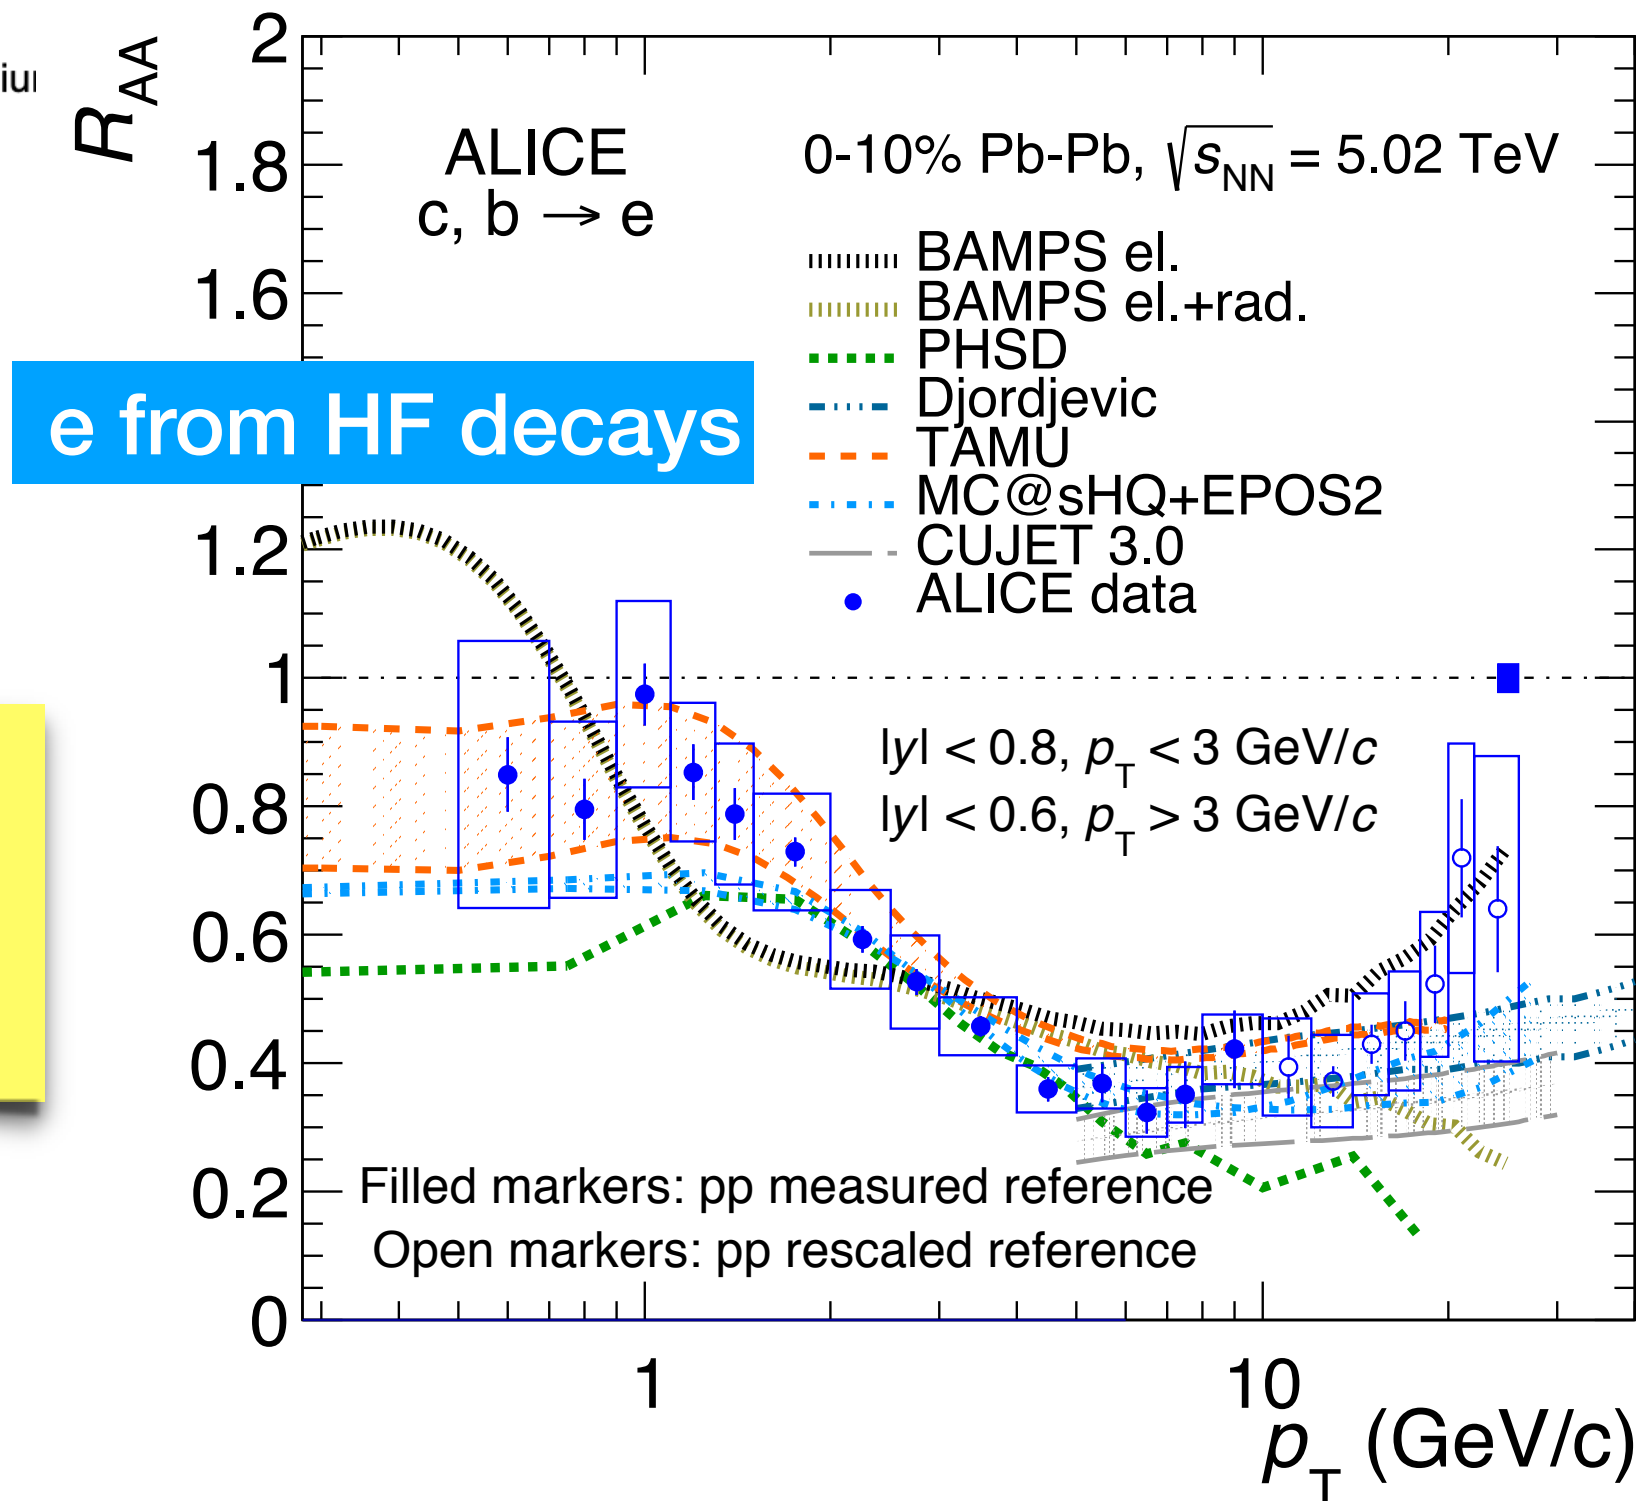 R_AA
2
1.8
1.6
1.2
1
0.8
0.6
0.4
0.2
0
ALICE
c, b → e
0-10% Pb-Pb, √s_NN = 5.02 TeV
BAMPS el.
BAMPS el.+rad.
PHSD
Djordjevic
TAMU
MC@sHQ+EPOS2
CUJET 3.0
ALICE data
e from HF decays
|y| < 0.8, p_T < 3 GeV/c
|y| < 0.6, p_T > 3 GeV/c
Filled markers: pp measured reference
Open markers: pp rescaled reference
1
10
p_T (GeV/c)